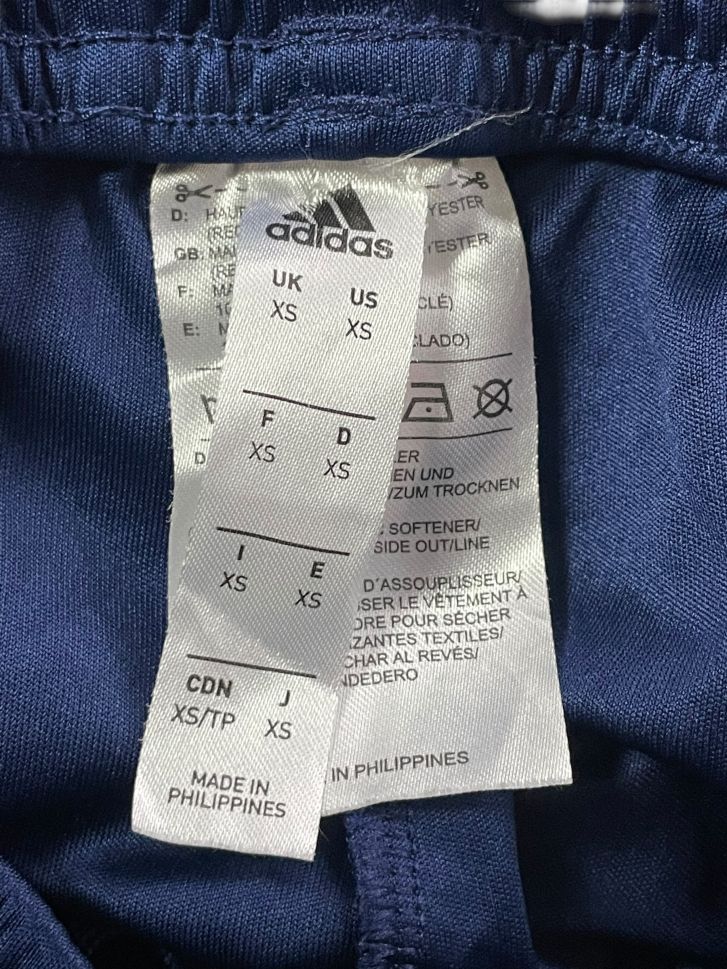 adidas
UK US
XS XS
F D
XS XS
I E
XS XS
CDN J
XS/TP XS
MADE IN
PHILIPPINES
D:
GB:
F:
E:
YESTER
YESTER
CLÉ)
CLADO)
D
LER
EN UND
/ZUM TROCKNEN
SOFTENER/
SIDE OUT/LINE
D'ASSOUPLISSEUR/
SSER LE VÊTEMENT À
DRE POUR SÉCHER
ZANTES TEXTILES/
CHAR AL REVÉS/
NDEDERO
IN PHILIPPINES